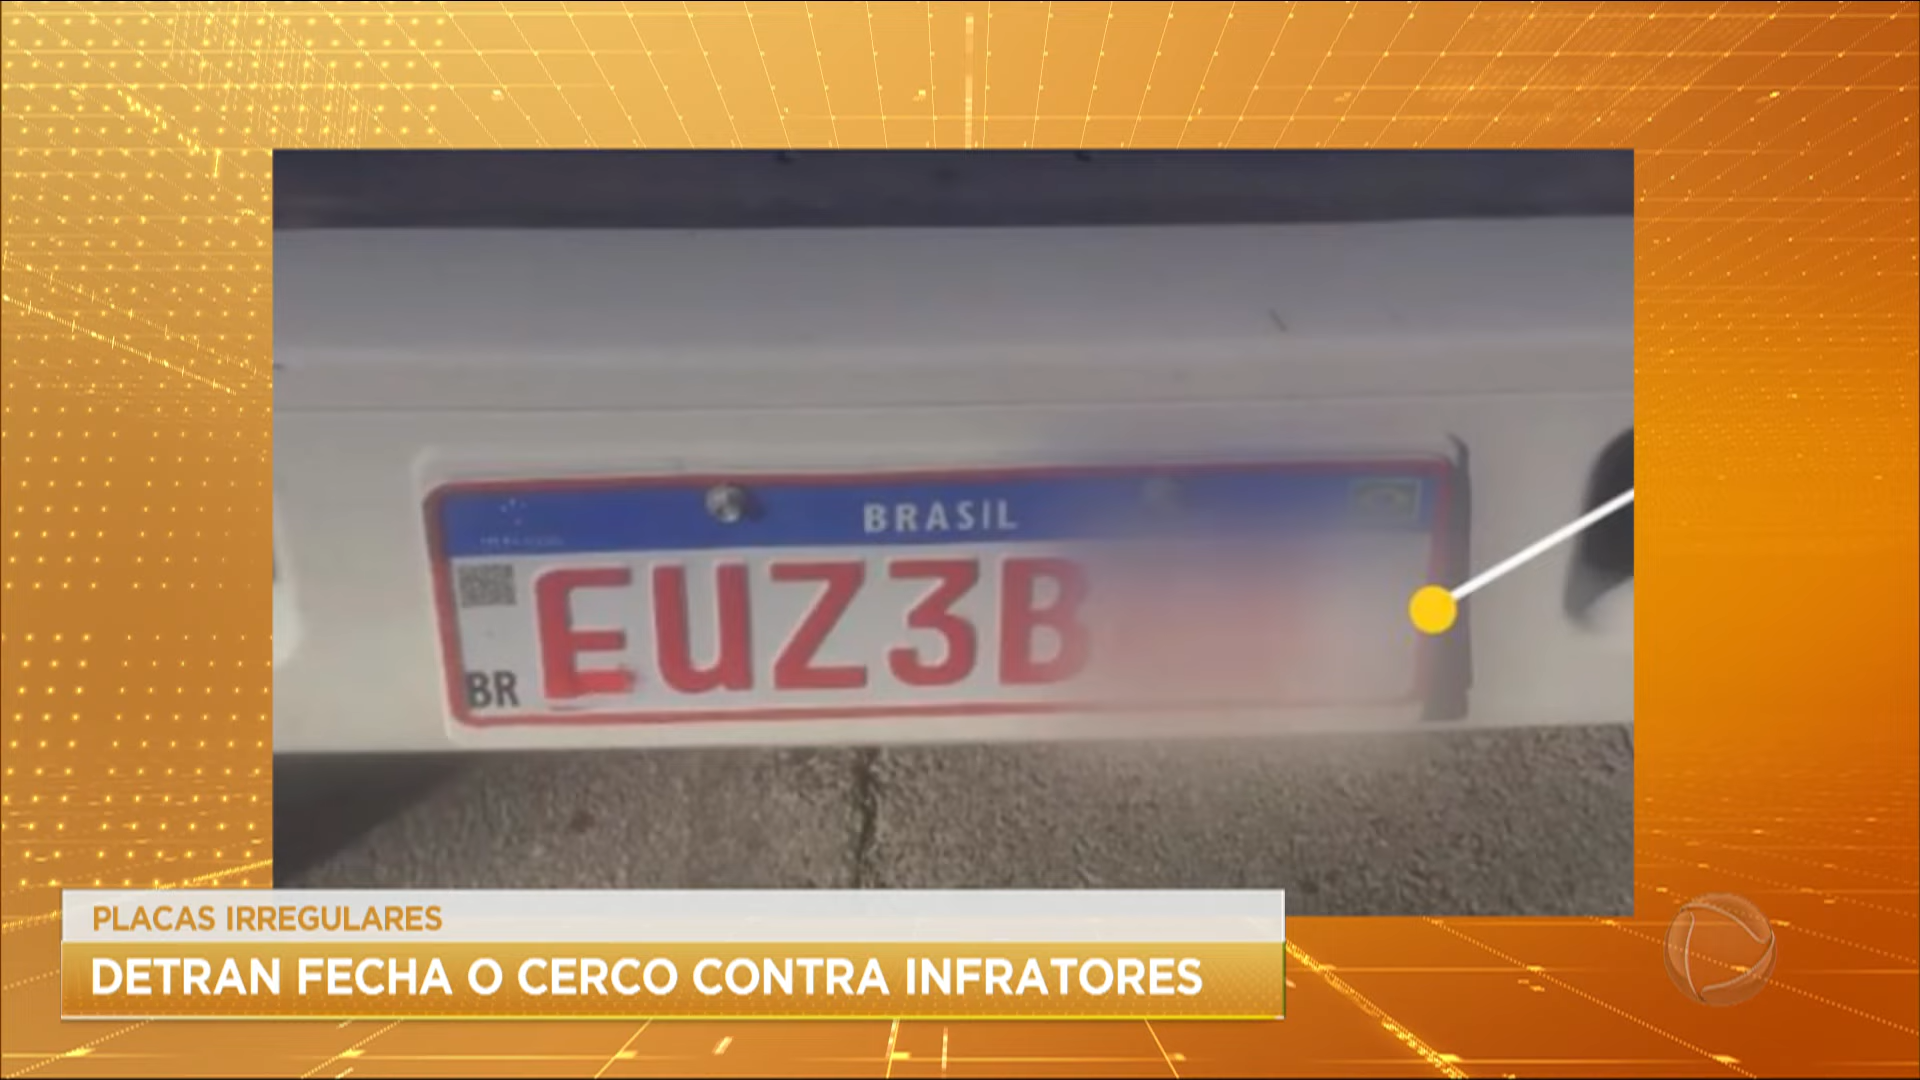 BRASIL
EUZ3B
BR
PLACAS IRREGULARES
DETRAN FECHA O CERCO CONTRA INFRATORES